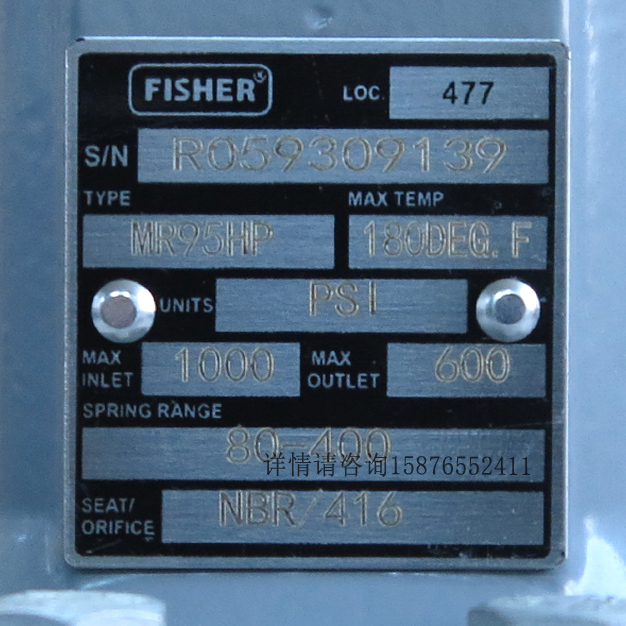 FISHER®
LOC. 477
S/N R059309139
TYPE MAX TEMP
MR95HP 180DEG. F
UNITS PSI
MAX INLET 1000 MAX OUTLET 600
SPRING RANGE
80-400
详情请咨询15876552411
SEAT/ORIFICE NBR/416